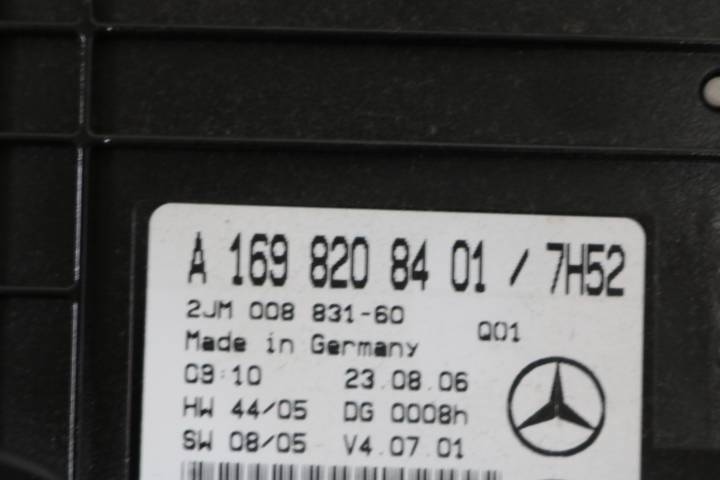 A 169 820 84 01 / 7H52
2JM 008 831-60
Q01
Made in Germany
09:10 23.08.06
HW 44/05 DG 0008h
SW 08/05 V4.07.01